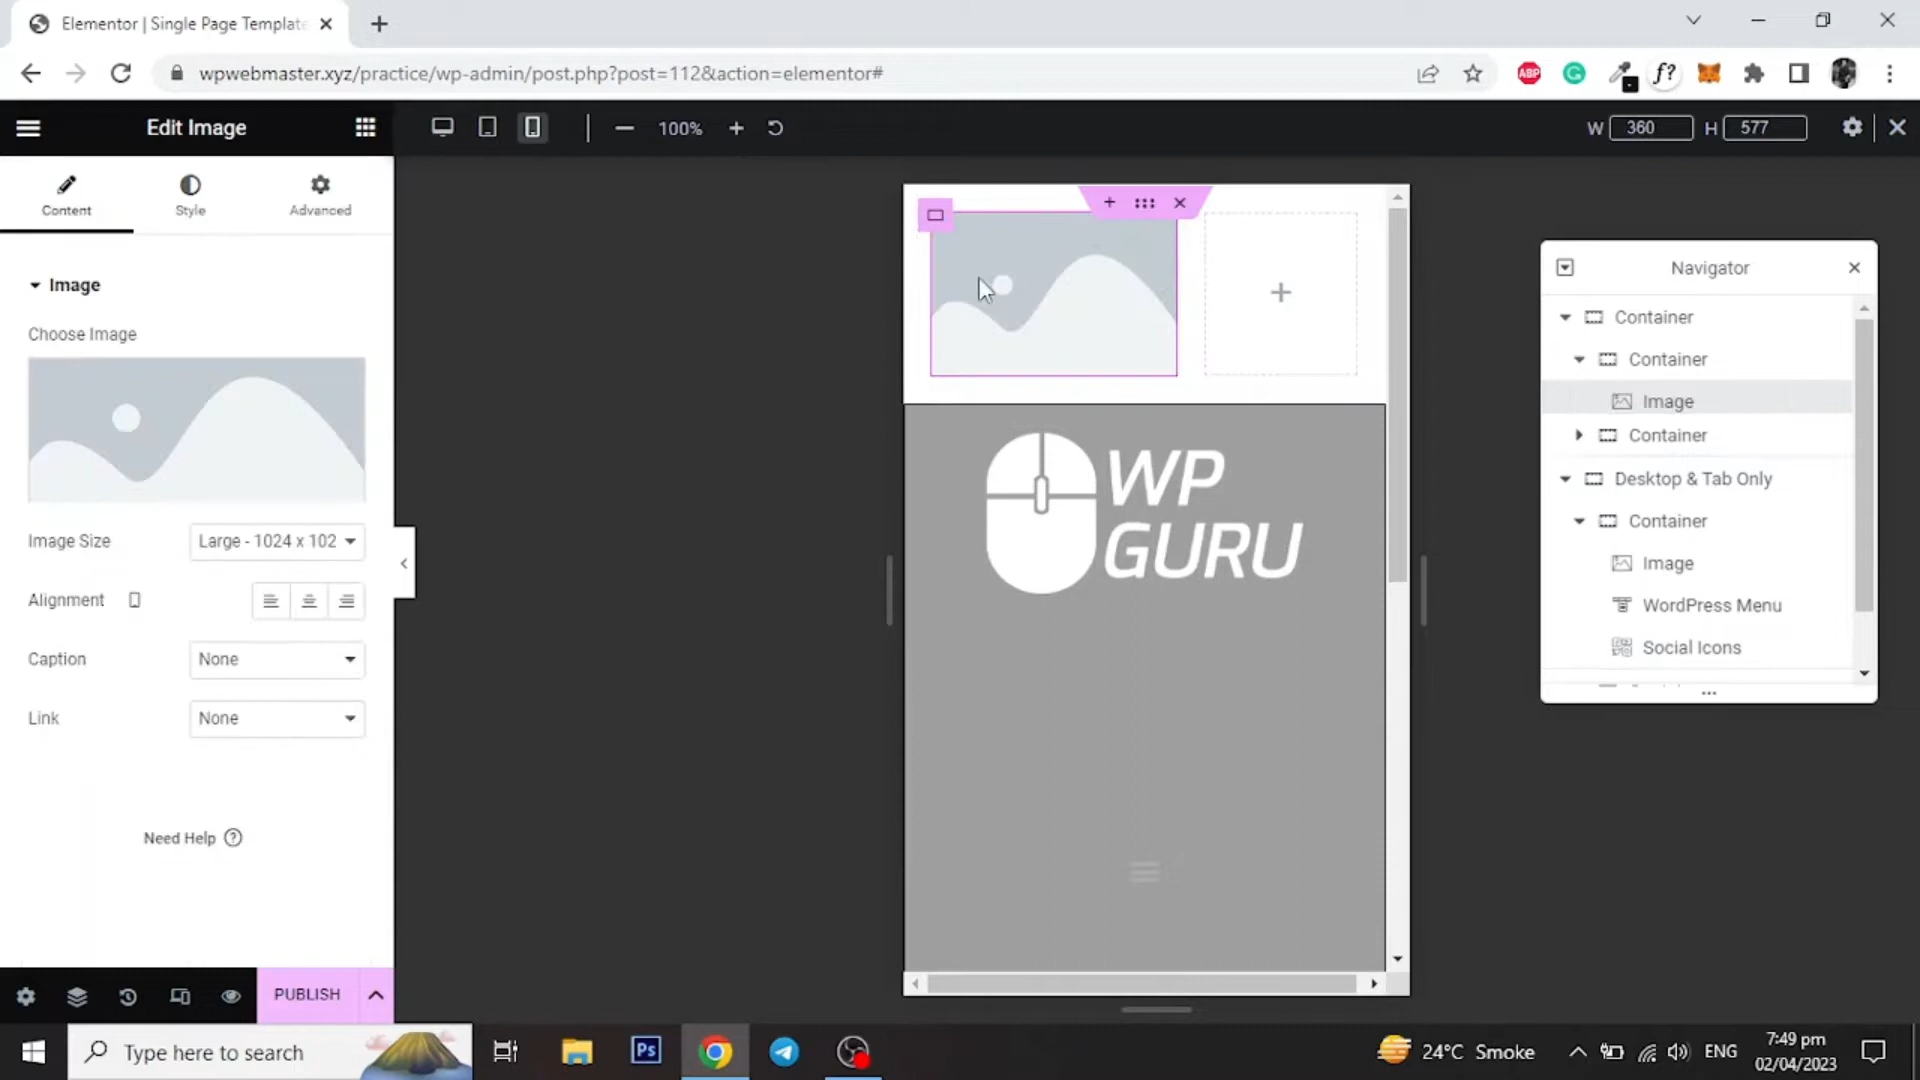 Elementor | Single Page Template
wpwebmaster.xyz/practice/wp-admin/post.php?post=112&action=elementor#
ABP
f?
Edit Image
100%
W 360 H 577
Content
Style
Advanced
Image
Choose Image
Image Size
Large - 1024 x 102
Alignment
Caption
None
Link
None
Need Help ?
PUBLISH
WP
GURU
Navigator
Container
Container
Image
Container
Desktop & Tab Only
Container
Image
WordPress Menu
Social Icons
Type here to search
Ps
24°C Smoke
ENG
7:49 pm
02/04/2023